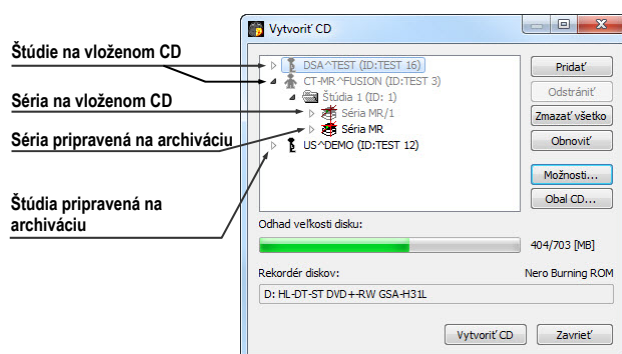 Vytvoriť CD
Štúdie na vloženom CD
Séria na vloženom CD
Séria pripravená na archiváciu
Štúdia pripravená na
archiváciu
DSA^TEST (ID:TEST 16)
CT-MR^FUSION (ID:TEST 3)
Štúdia 1 (ID: 1)
Séria MR/1
Séria MR
US^DEMO (ID:TEST 12)
Pridať
Odstrániť
Zmazať všetko
Obnoviť
Možnosti...
Obal CD...
Odhad veľkosti disku:
404/703 [MB]
Rekordér diskov:
Nero Burning ROM
D: HL-DT-ST DVD+-RW GSA-H31L
Vytvoriť CD
Zavrieť